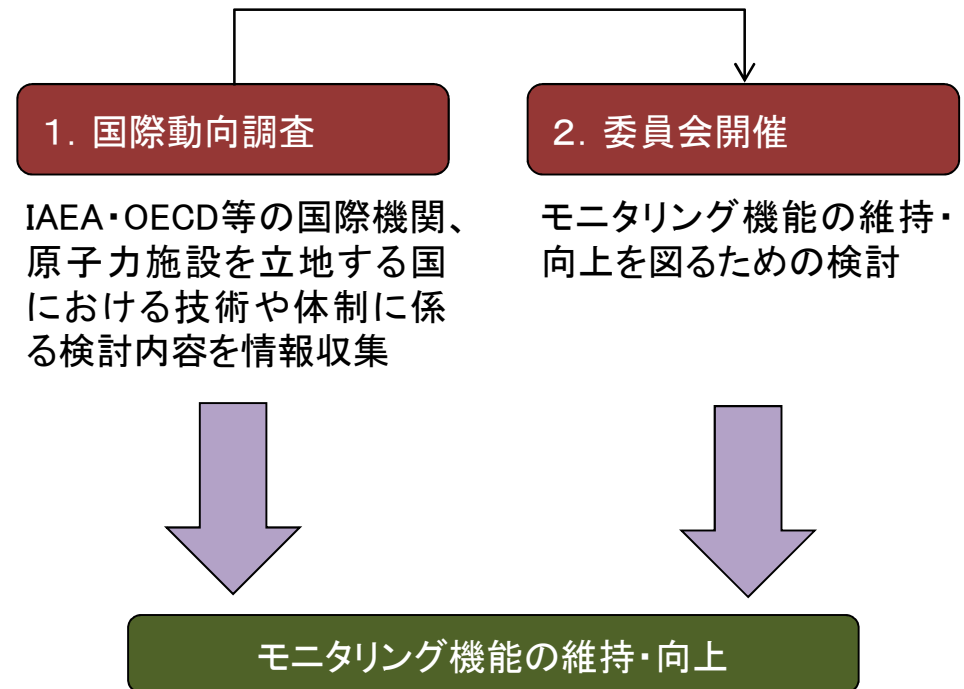 1. 国際動向調査
IAEA・OECD等の国際機関、
原子力施設を立地する国
における技術や体制に係
る検討内容を情報収集
2. 委員会開催
モニタリング機能の維持・
向上を図るための検討
モニタリング機能の維持・向上